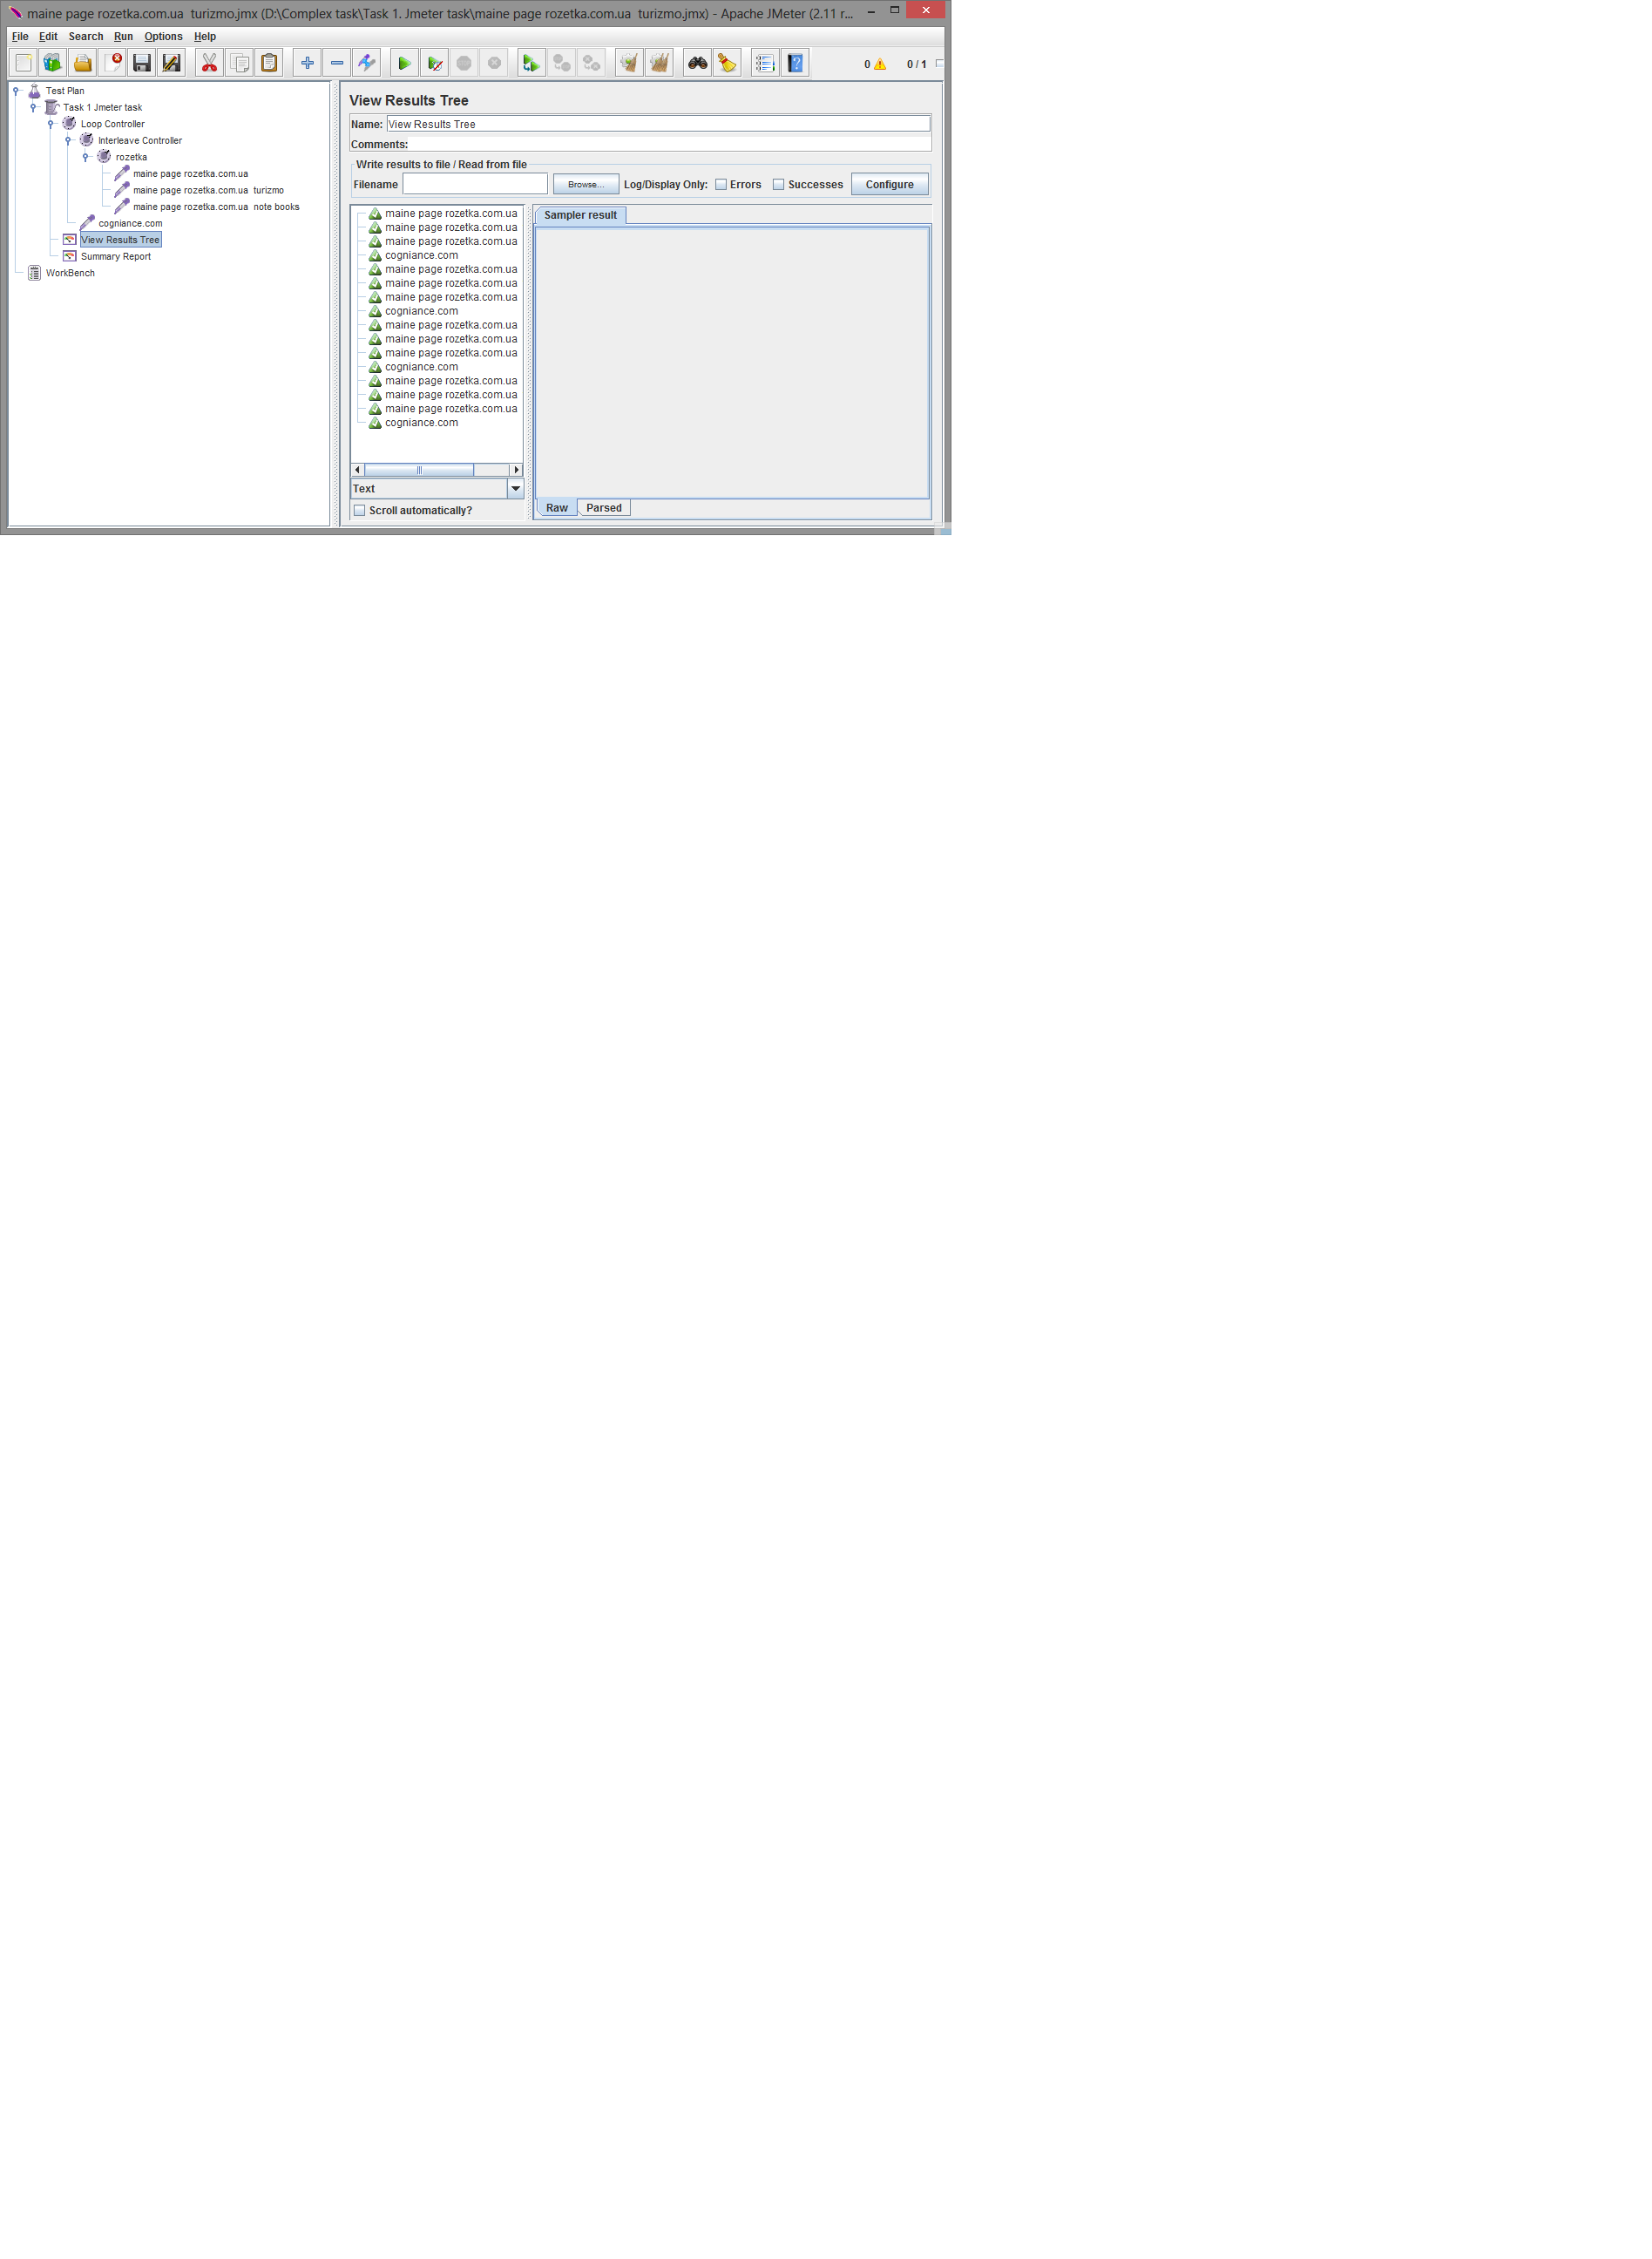 maine page rozetka.com.ua  turizmo.jmx (D:\Complex task\Task 1. Jmeter task\maine page rozetka.com.ua  turizmo.jmx) - Apache JMeter (2.11 r...
File Edit Search Run Options Help
0 0 / 1
Test Plan
Task 1 Jmeter task
Loop Controller
Interleave Controller
rozetka
maine page rozetka.com.ua
maine page rozetka.com.ua  turizmo
maine page rozetka.com.ua  note books
cogniance.com
View Results Tree
Summary Report
WorkBench
View Results Tree
Name: View Results Tree
Comments:
Write results to file / Read from file
Filename Browse... Log/Display Only: Errors Successes Configure
maine page rozetka.com.ua
maine page rozetka.com.ua
maine page rozetka.com.ua
cogniance.com
maine page rozetka.com.ua
maine page rozetka.com.ua
maine page rozetka.com.ua
cogniance.com
maine page rozetka.com.ua
maine page rozetka.com.ua
maine page rozetka.com.ua
cogniance.com
maine page rozetka.com.ua
maine page rozetka.com.ua
maine page rozetka.com.ua
cogniance.com
Text
Scroll automatically?
Sampler result
Raw Parsed